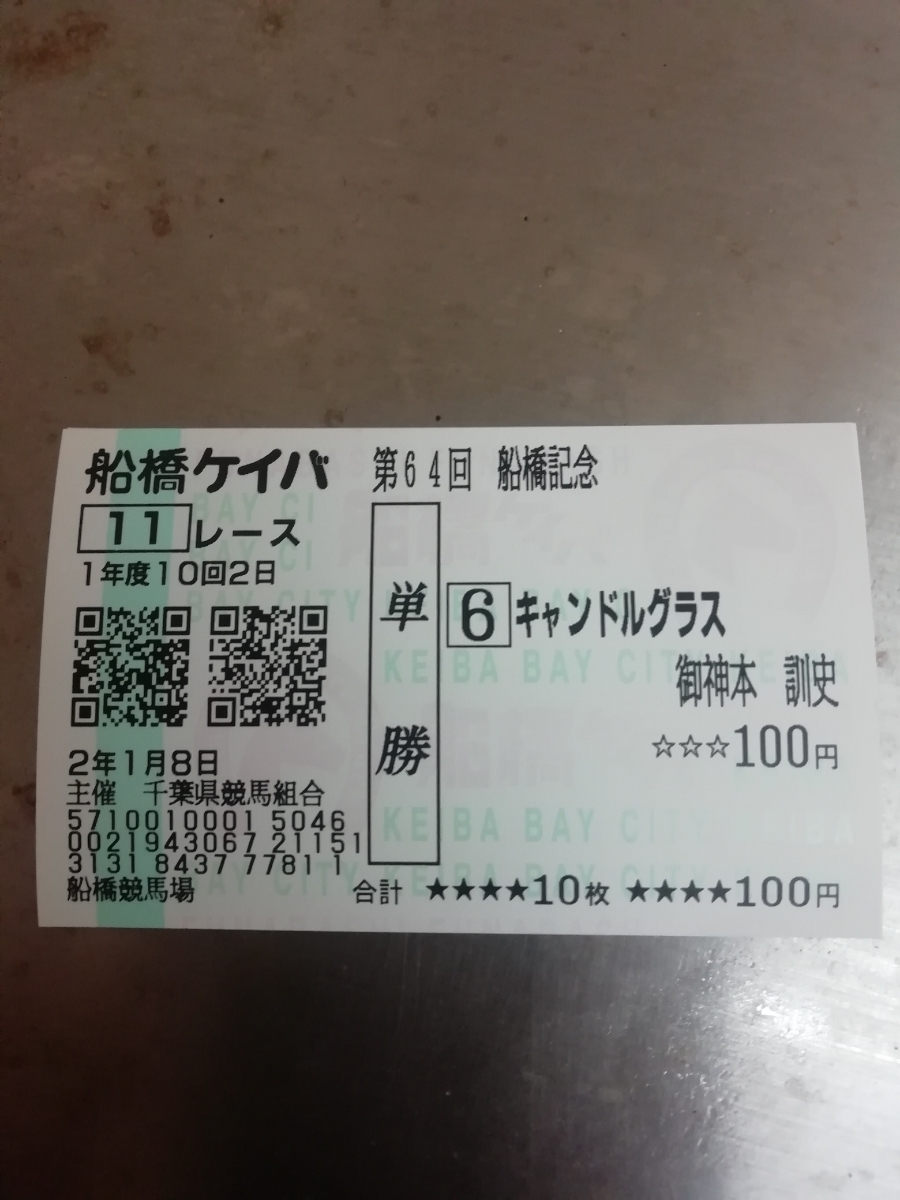 船橋ケイバ 第64回 船橋記念
11 レース
1年度10回2日
単勝
6 キャンドルグラス
御神本 訓史
☆☆☆100円
2年1月8日
主催 千葉県競馬組合
5710010001 5046
0021943067 21151
3131 8437 77811 1
船橋競馬場 合計 ★★★★10枚 ★★★★100円
KEIBA BAY CITY
KEIBA BAY CITY